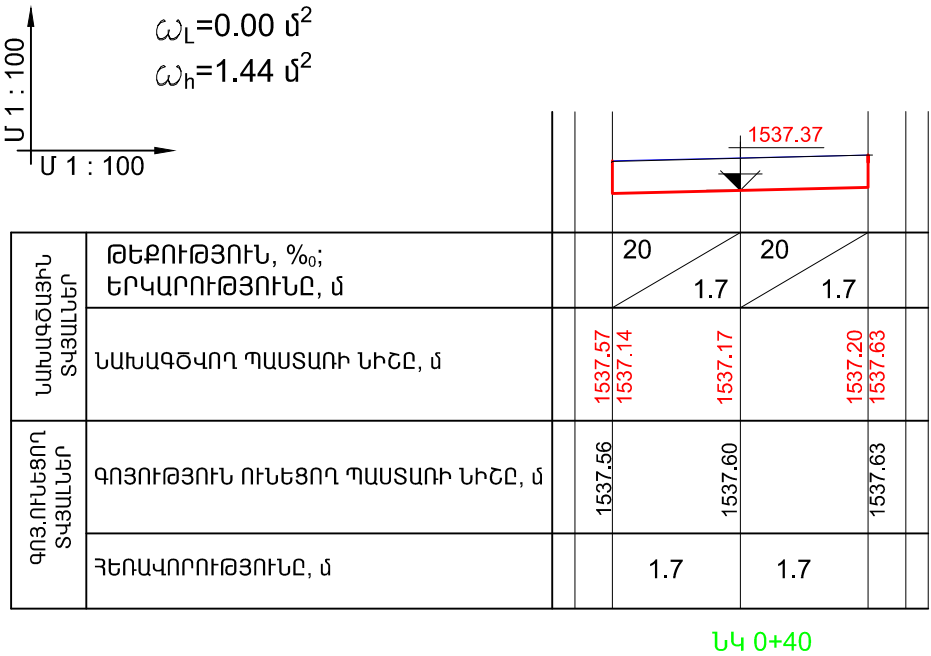 Մ 1 : 100
Մ 1 : 100
ωL=0.00 մ²
ωh=1.44 մ²
1537.37
ՆԱԽԱԳԾԱՅԻՆ
ՏՎՅԱԼՆԵՐ
ԹԵՔՈՒԹՅՈՒՆ, ‰;
ԵՐԿԱՐՈՒԹՅՈՒՆԸ, մ
20 1.7 20 1.7
ՆԱԽԱԳԾՎՈՂ ՊԱՍՏԱՌԻ ՆԻՇԸ, մ
1537.57 1537.14 1537.17 1537.20 1537.63
ԳՈՅ.ՈՒՆԵՑՈՂ
ՏՎՅԱԼՆԵՐ
ԳՈՅՈՒԹՅՈՒՆ ՈՒՆԵՑՈՂ ՊԱՍՏԱՌԻ ՆԻՇԸ, մ
1537.56 1537.60 1537.63
ՀԵՌԱՎՈՐՈՒԹՅՈՒՆԸ, մ
1.7 1.7
ՆԿ 0+40